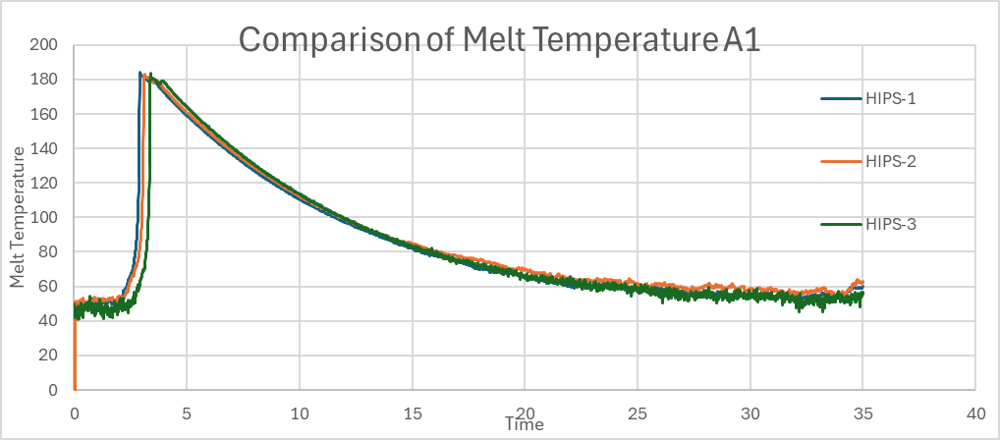 Comparison of Melt Temperature A1
200
180
160
140
120
100
80
60
40
20
0
Melt Temperature
HIPS-1
HIPS-2
HIPS-3
0 5 10 15 20 25 30 35 40
Time